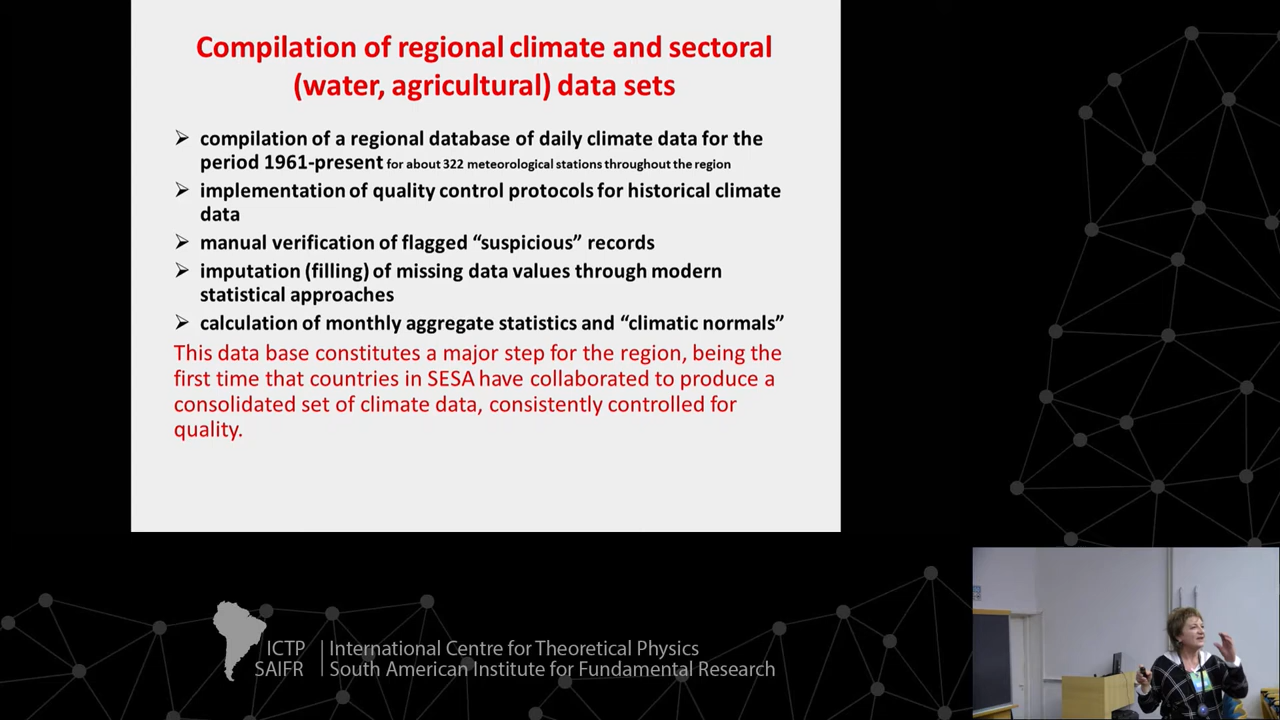 Compilation of regional climate and sectoral
(water, agricultural) data sets
➢ compilation of a regional database of daily climate data for the
period 1961-present for about 322 meteorological stations throughout the region
➢ implementation of quality control protocols for historical climate
data
➢ manual verification of flagged “suspicious” records
➢ imputation (filling) of missing data values through modern
statistical approaches
➢ calculation of monthly aggregate statistics and “climatic normals”
This data base constitutes a major step for the region, being the
first time that countries in SESA have collaborated to produce a
consolidated set of climate data, consistently controlled for
quality.
ICTP | International Centre for Theoretical Physics
SAIFR | South American Institute for Fundamental Research